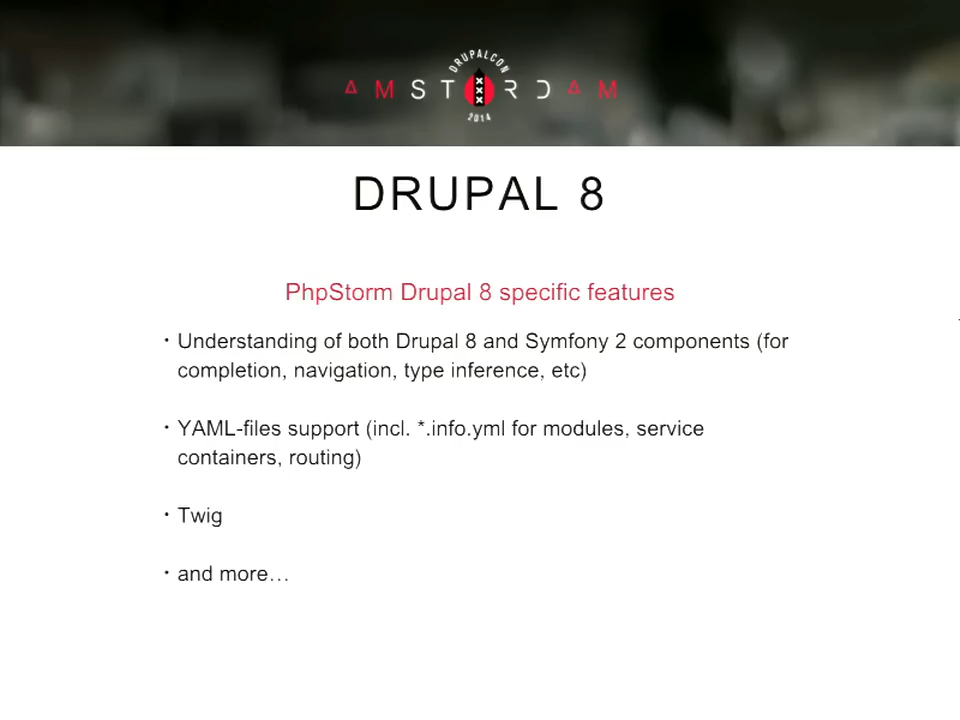 DRUPALCON
AMSTERDAM
2014
DRUPAL 8
PhpStorm Drupal 8 specific features
· Understanding of both Drupal 8 and Symfony 2 components (for
completion, navigation, type inference, etc)
· YAML-files support (incl. *.info.yml for modules, service
containers, routing)
· Twig
· and more…